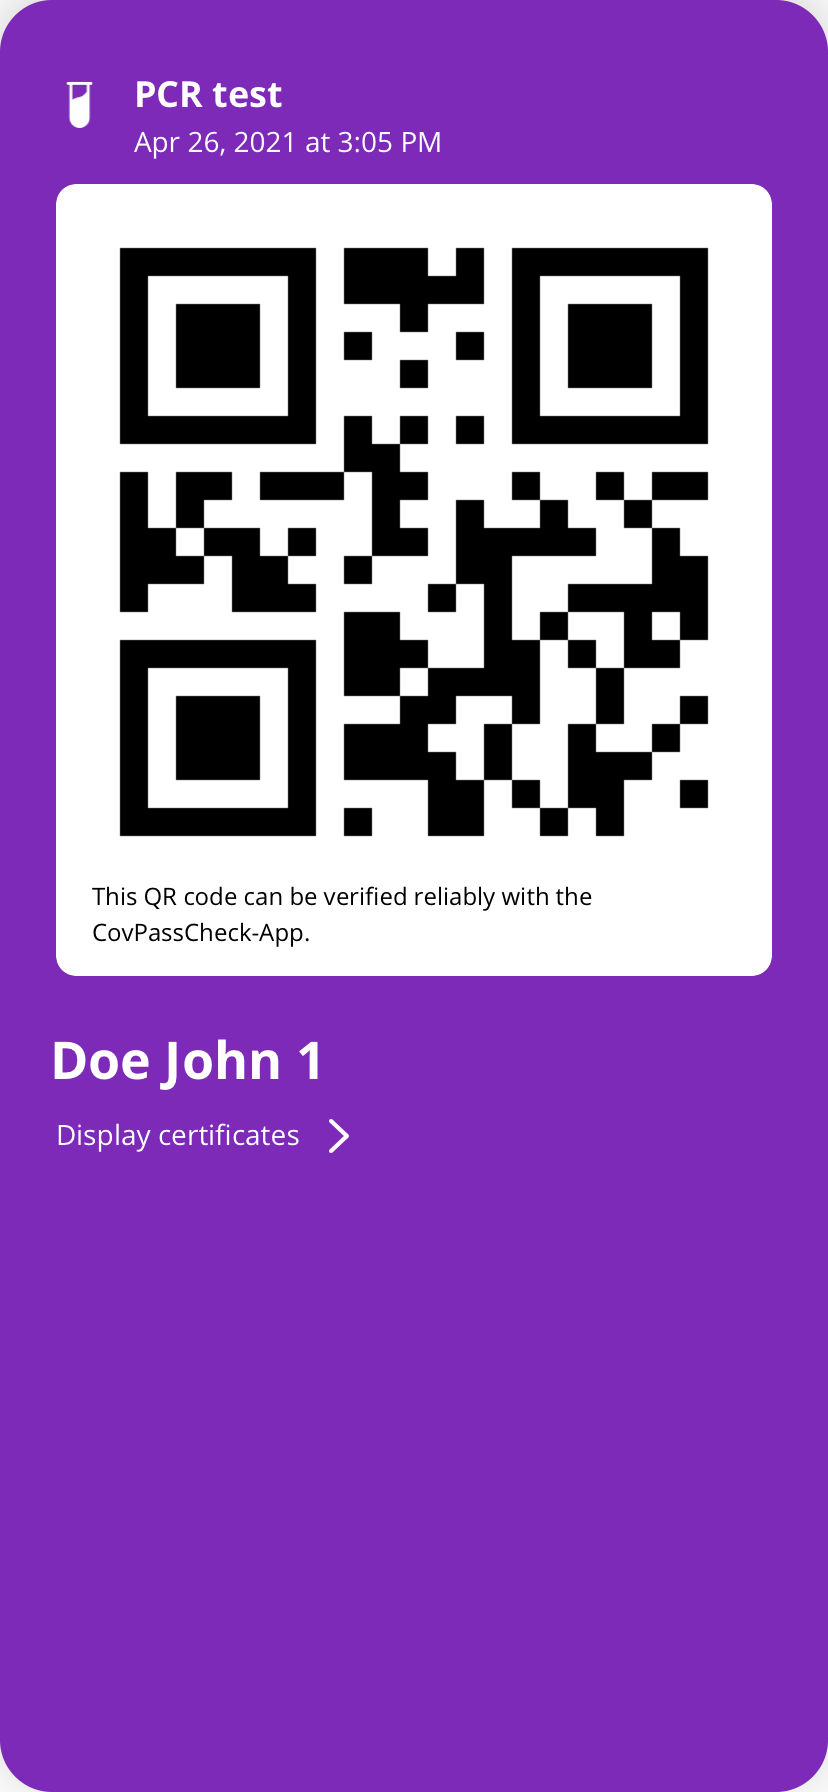 PCR test
Apr 26, 2021 at 3:05 PM
This QR code can be verified reliably with the
CovPassCheck-App.
Doe John 1
Display certificates